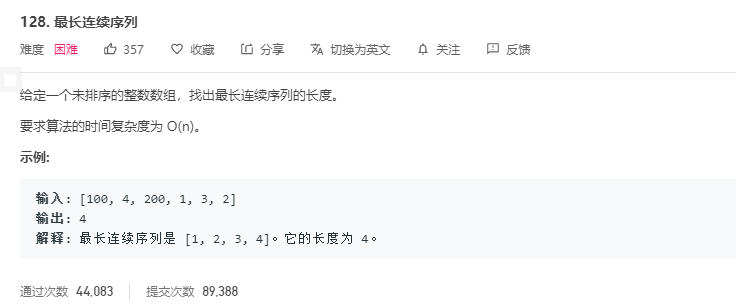 128. 最长连续序列
难度 困难 357 收藏 分享 切换为英文 关注 反馈
给定一个未排序的整数数组，找出最长连续序列的长度。
要求算法的时间复杂度为 O(n)。
示例:
输入: [100, 4, 200, 1, 3, 2]
输出: 4
解释: 最长连续序列是 [1, 2, 3, 4]。它的长度为 4。
通过次数 44,083 提交次数 89,388